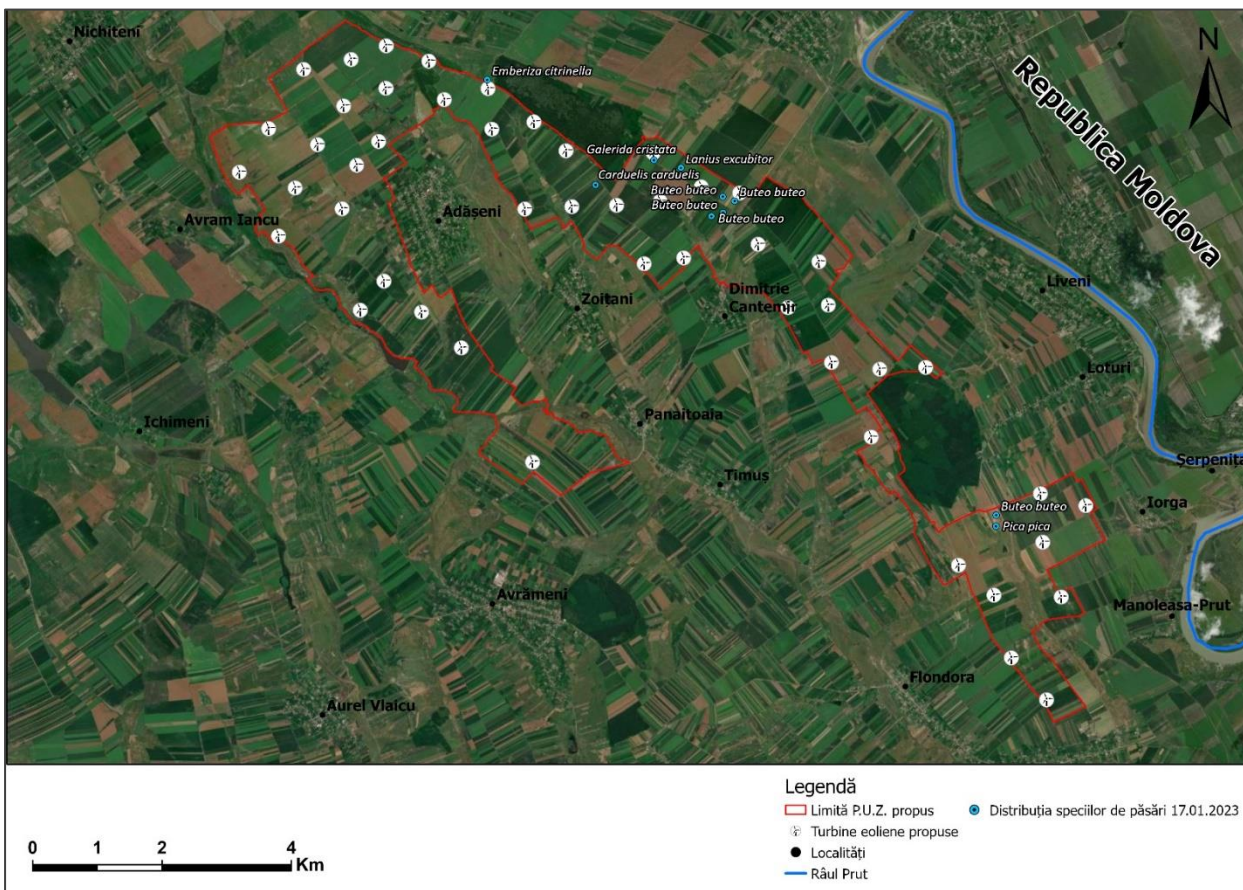 Nichiteni
N
Republica Moldova
Emberiza citrinella
Galerida cristata
Lanius excubitor
Carduelis carduelis
Buteo buteo
Buteo buteo
Buteo buteo
Buteo buteo
Avram Iancu
Adășeni
Zoițani
Dimitrie
Cantemir
Liveni
Loturi
Ichimeni
Panaitoaia
Timuș
Șerpenița
Iorga
Buteo buteo
Pica pica
Avrămeni
Manoleasa-Prut
Flondora
Aurel Vlaicu
Legendă
Limită P.U.Z. propus
Distribuția speciilor de păsări 17.01.2023
Turbine eoliene propuse
Localități
Râul Prut
0 1 2 4
Km